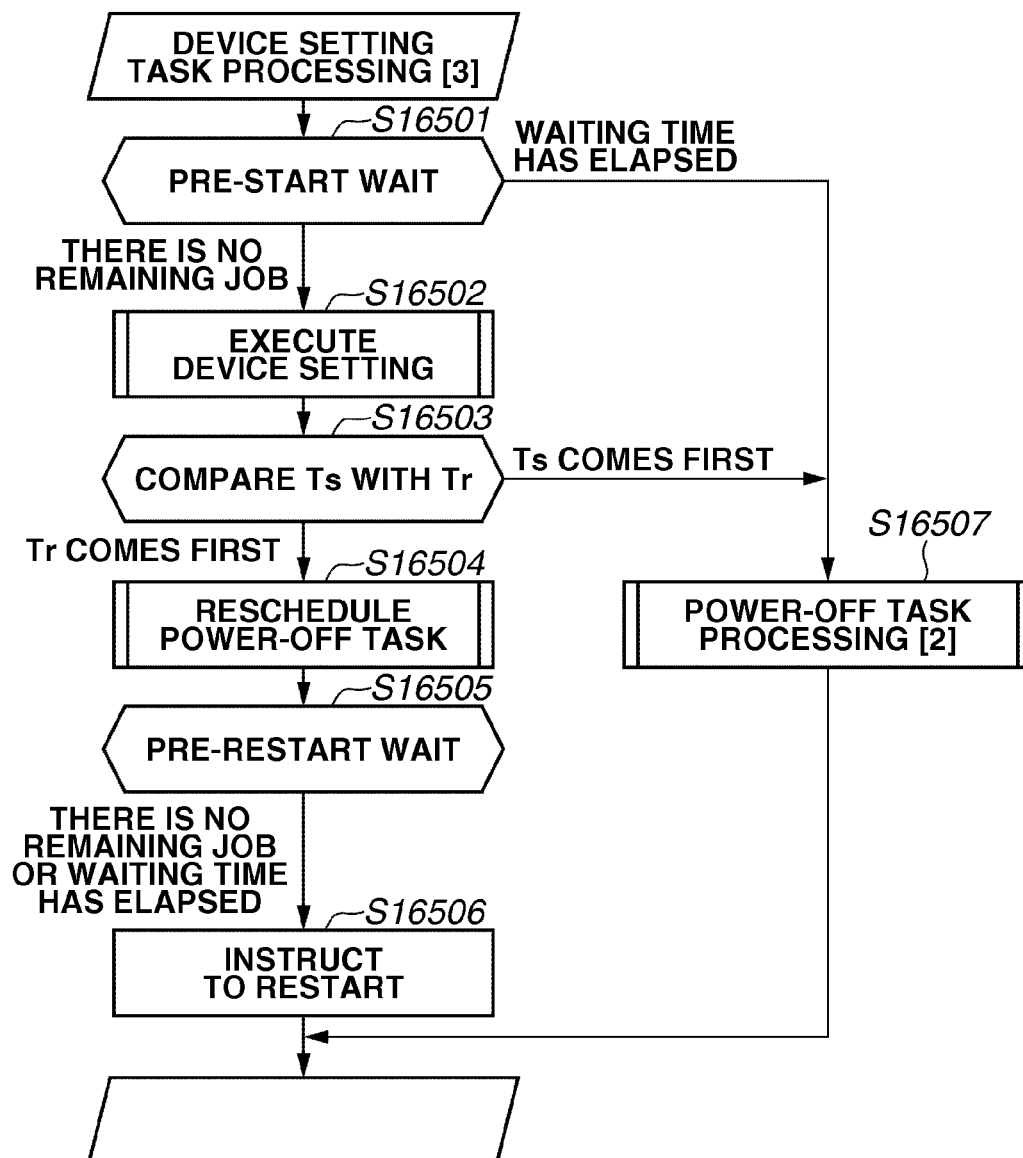 DEVICE SETTING
TASK PROCESSING [3]
S16501
PRE-START WAIT
WAITING TIME
HAS ELAPSED
THERE IS NO
REMAINING JOB
S16502
EXECUTE
DEVICE SETTING
S16503
COMPARE Ts WITH Tr
Ts COMES FIRST
Tr COMES FIRST
S16504
RESCHEDULE
POWER-OFF TASK
S16507
POWER-OFF TASK
PROCESSING [2]
S16505
PRE-RESTART WAIT
THERE IS NO
REMAINING JOB
OR WAITING TIME
HAS ELAPSED
S16506
INSTRUCT
TO RESTART